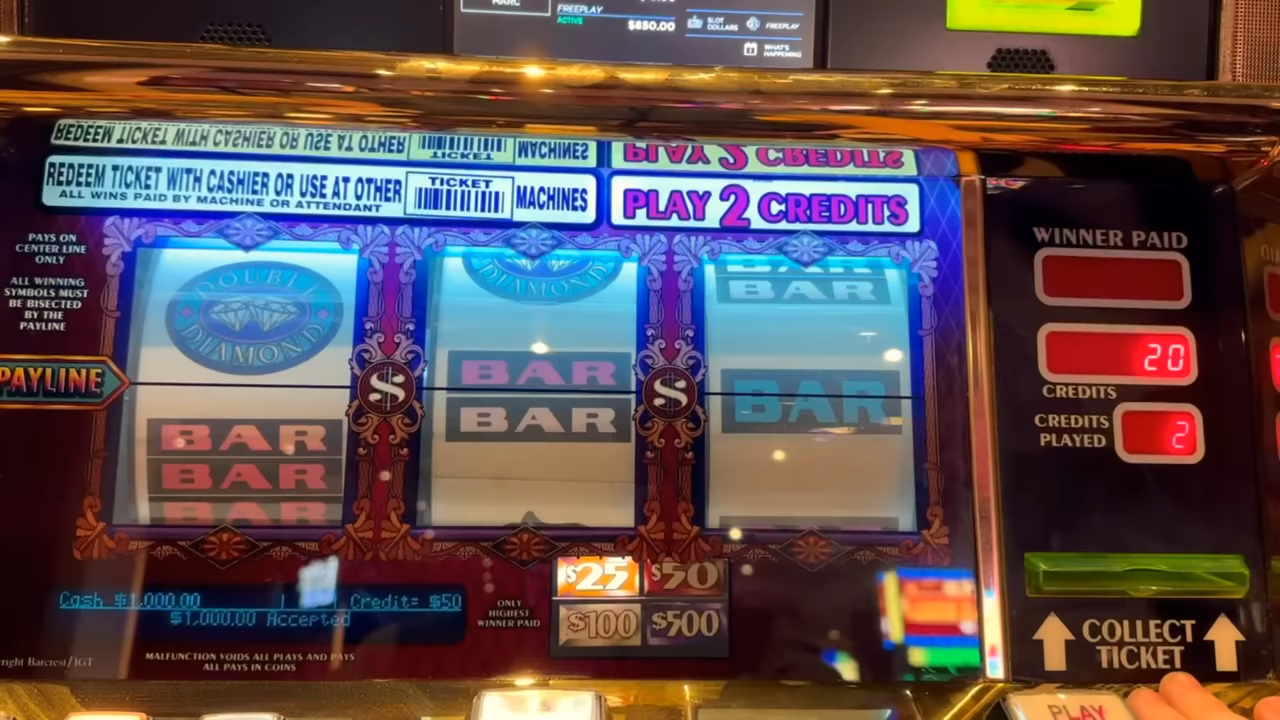 MARC
FREEPLAY
ACTIVE
$850.00
SLOT
DOLLARS
FREEPLAY
WHAT'S
HAPPENING
REDEEM TICKET WITH CASHIER OR USE AT OTHER
TICKET
MACHINES
PLAY 2 CREDITS
REDEEM TICKET WITH CASHIER OR USE AT OTHER
ALL WINS PAID BY MACHINE OR ATTENDANT
TICKET
MACHINES
PLAY 2 CREDITS
PAYS ON
CENTER LINE
ONLY
ALL WINNING
SYMBOLS MUST
BE BISECTED
BY THE
PAYLINE
PAYLINE
DOUBLE
DIAMOND
BAR
BAR
BAR
$
DIAMOND
BAR
BAR
$
BAR
BAR
BAR
WINNER PAID
20
CREDITS
CREDITS
PLAYED
2
Cash $1,000.00
Credit= $50
$1,000.00 Accepted
ONLY
HIGHEST
WINNER PAID
$25
$50
$100
$500
MALFUNCTION VOIDS ALL PLAYS AND PAYS
ALL PAYS IN COINS
right Barcrest/IGT
COLLECT
TICKET
PLAY